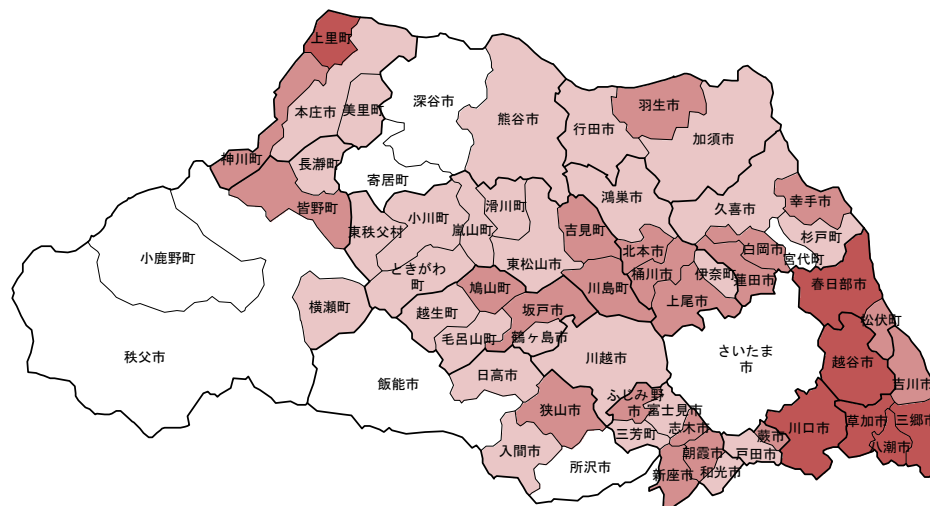 上里町
深谷市
羽生市
本庄市
美里町
熊谷市
行田市
加須市
神川町
長瀞町
寄居町
鴻巣市
久喜市
幸手市
皆野町
東秩父村
小川町
嵐山町
滑川町
吉見町
杉戸町
小鹿野町
ときがわ
町
東松山市
北本市
桶川市
白岡市
宮代町
伊奈町
蓮田市
春日部市
横瀬町
鳩山町
川島町
上尾市
越生町
坂戸市
松伏町
毛呂山町
鶴ヶ島市
川越市
さいたま
市
越谷市
秩父市
飯能市
日高市
吉川市
狭山市
ふじみ野
市
富士見市
志木市
三芳町
蕨市
川口市
草加市
三郷市
八潮市
入間市
所沢市
新座市
朝霞市
和光市
戸田市